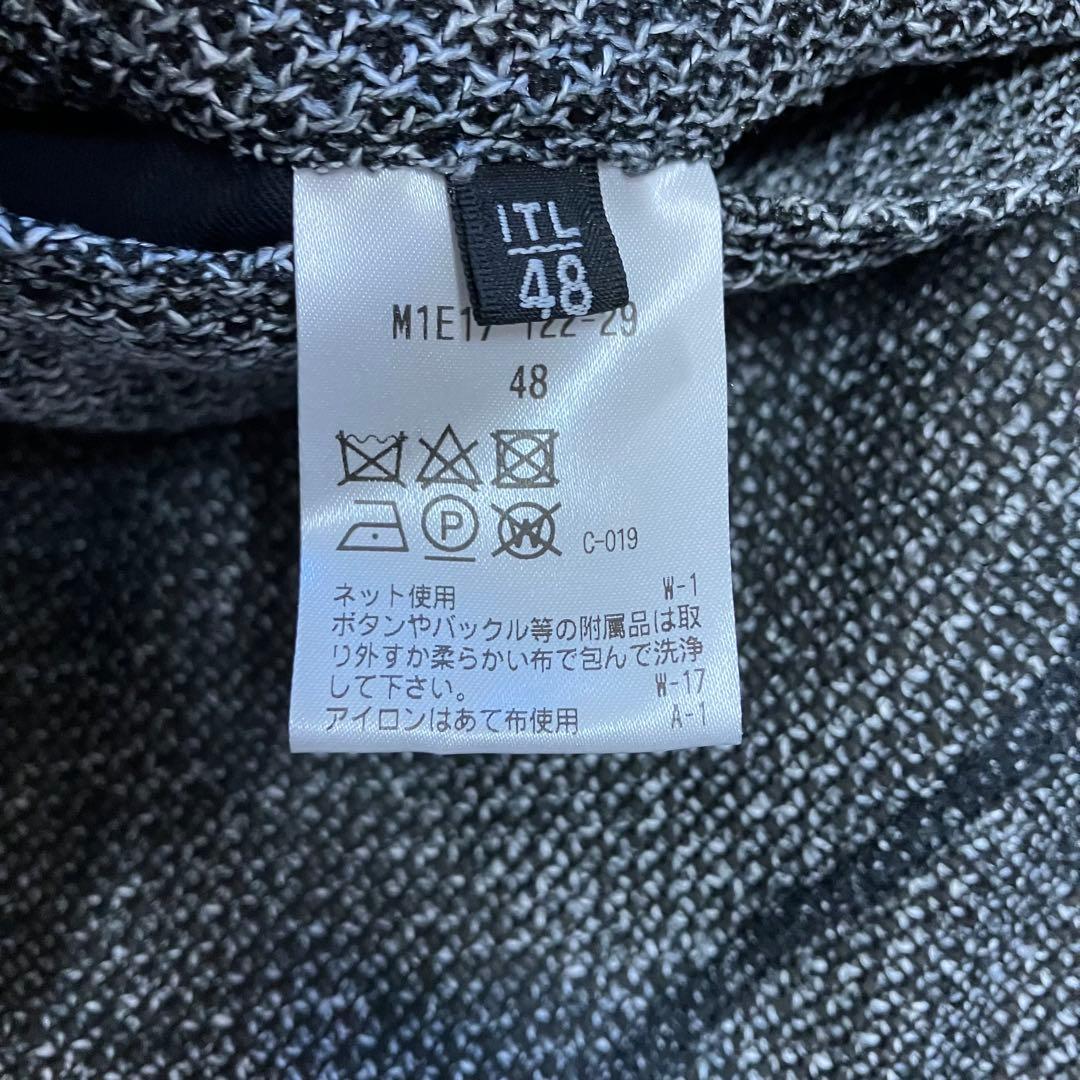 ITL
48
M1E17 122-29
48
P
W
C-019
ネット使用 W-1
ボタンやバックル等の附属品は取
り外すか柔らかい布で包んで洗浄
して下さい。 W-17
アイロンはあて布使用 A-1